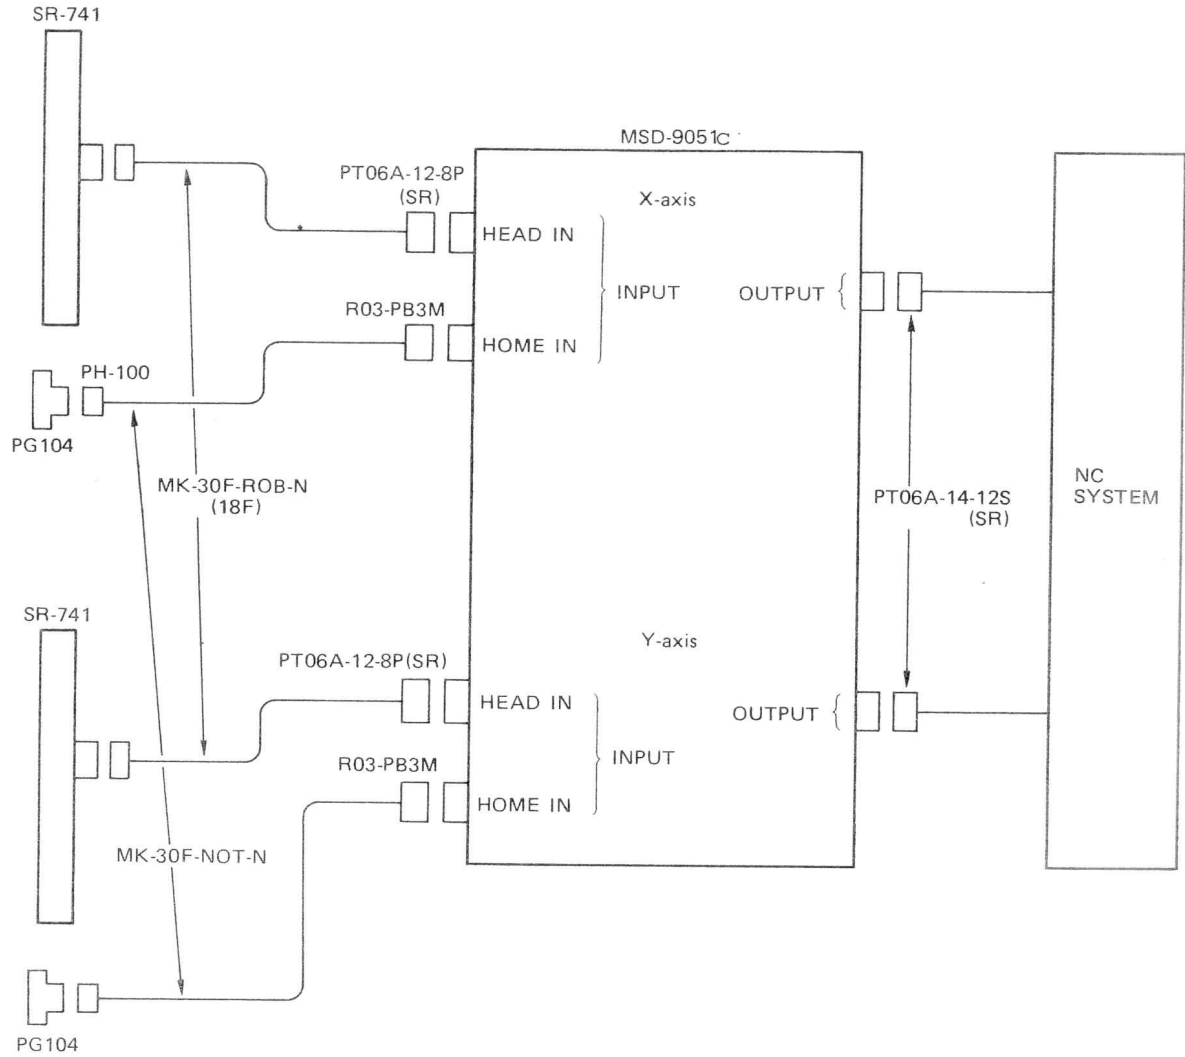 SR-741
MSD-9051C
PT06A-12-8P
(SR)
X-axis
HEAD IN
INPUT
OUTPUT
R03-PB3M
HOME IN
PH-100
PG104
MK-30F-ROB-N
(18F)
PT06A-14-12S
(SR)
NC
SYSTEM
SR-741
Y-axis
PT06A-12-8P(SR)
HEAD IN
OUTPUT
INPUT
R03-PB3M
HOME IN
MK-30F-NOT-N
PG104